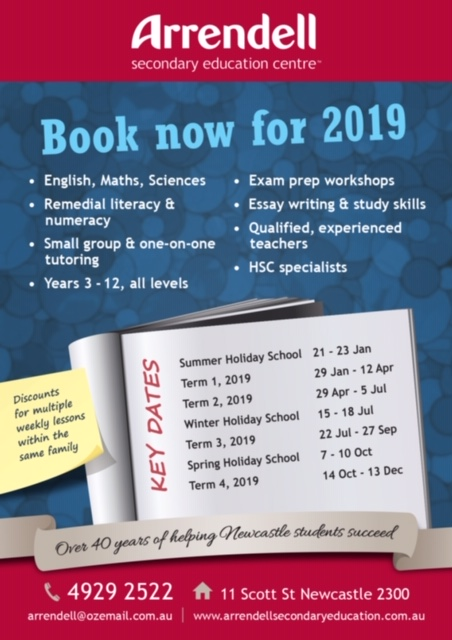 Arrendell
secondary education centre™
Book now for 2019
• English, Maths, Sciences
• Remedial literacy &
numeracy
• Small group & one-on-one
tutoring
• Years 3 - 12, all levels
• Exam prep workshops
• Essay writing & study skills
• Qualified, experienced
teachers
• HSC specialists
Discounts
for multiple
weekly lessons
within the
same family
KEY DATES
Summer Holiday School 21 - 23 Jan
Term 1, 2019 29 Jan - 12 Apr
Term 2, 2019 29 Apr - 5 Jul
Winter Holiday School 15 - 18 Jul
Term 3, 2019 22 Jul - 27 Sep
Spring Holiday School 7 - 10 Oct
Term 4, 2019 14 Oct - 13 Dec
Over 40 years of helping Newcastle students succeed
4929 2522 11 Scott St Newcastle 2300
arrendell@ozemail.com.au | www.arrendellsecondaryeducation.com.au